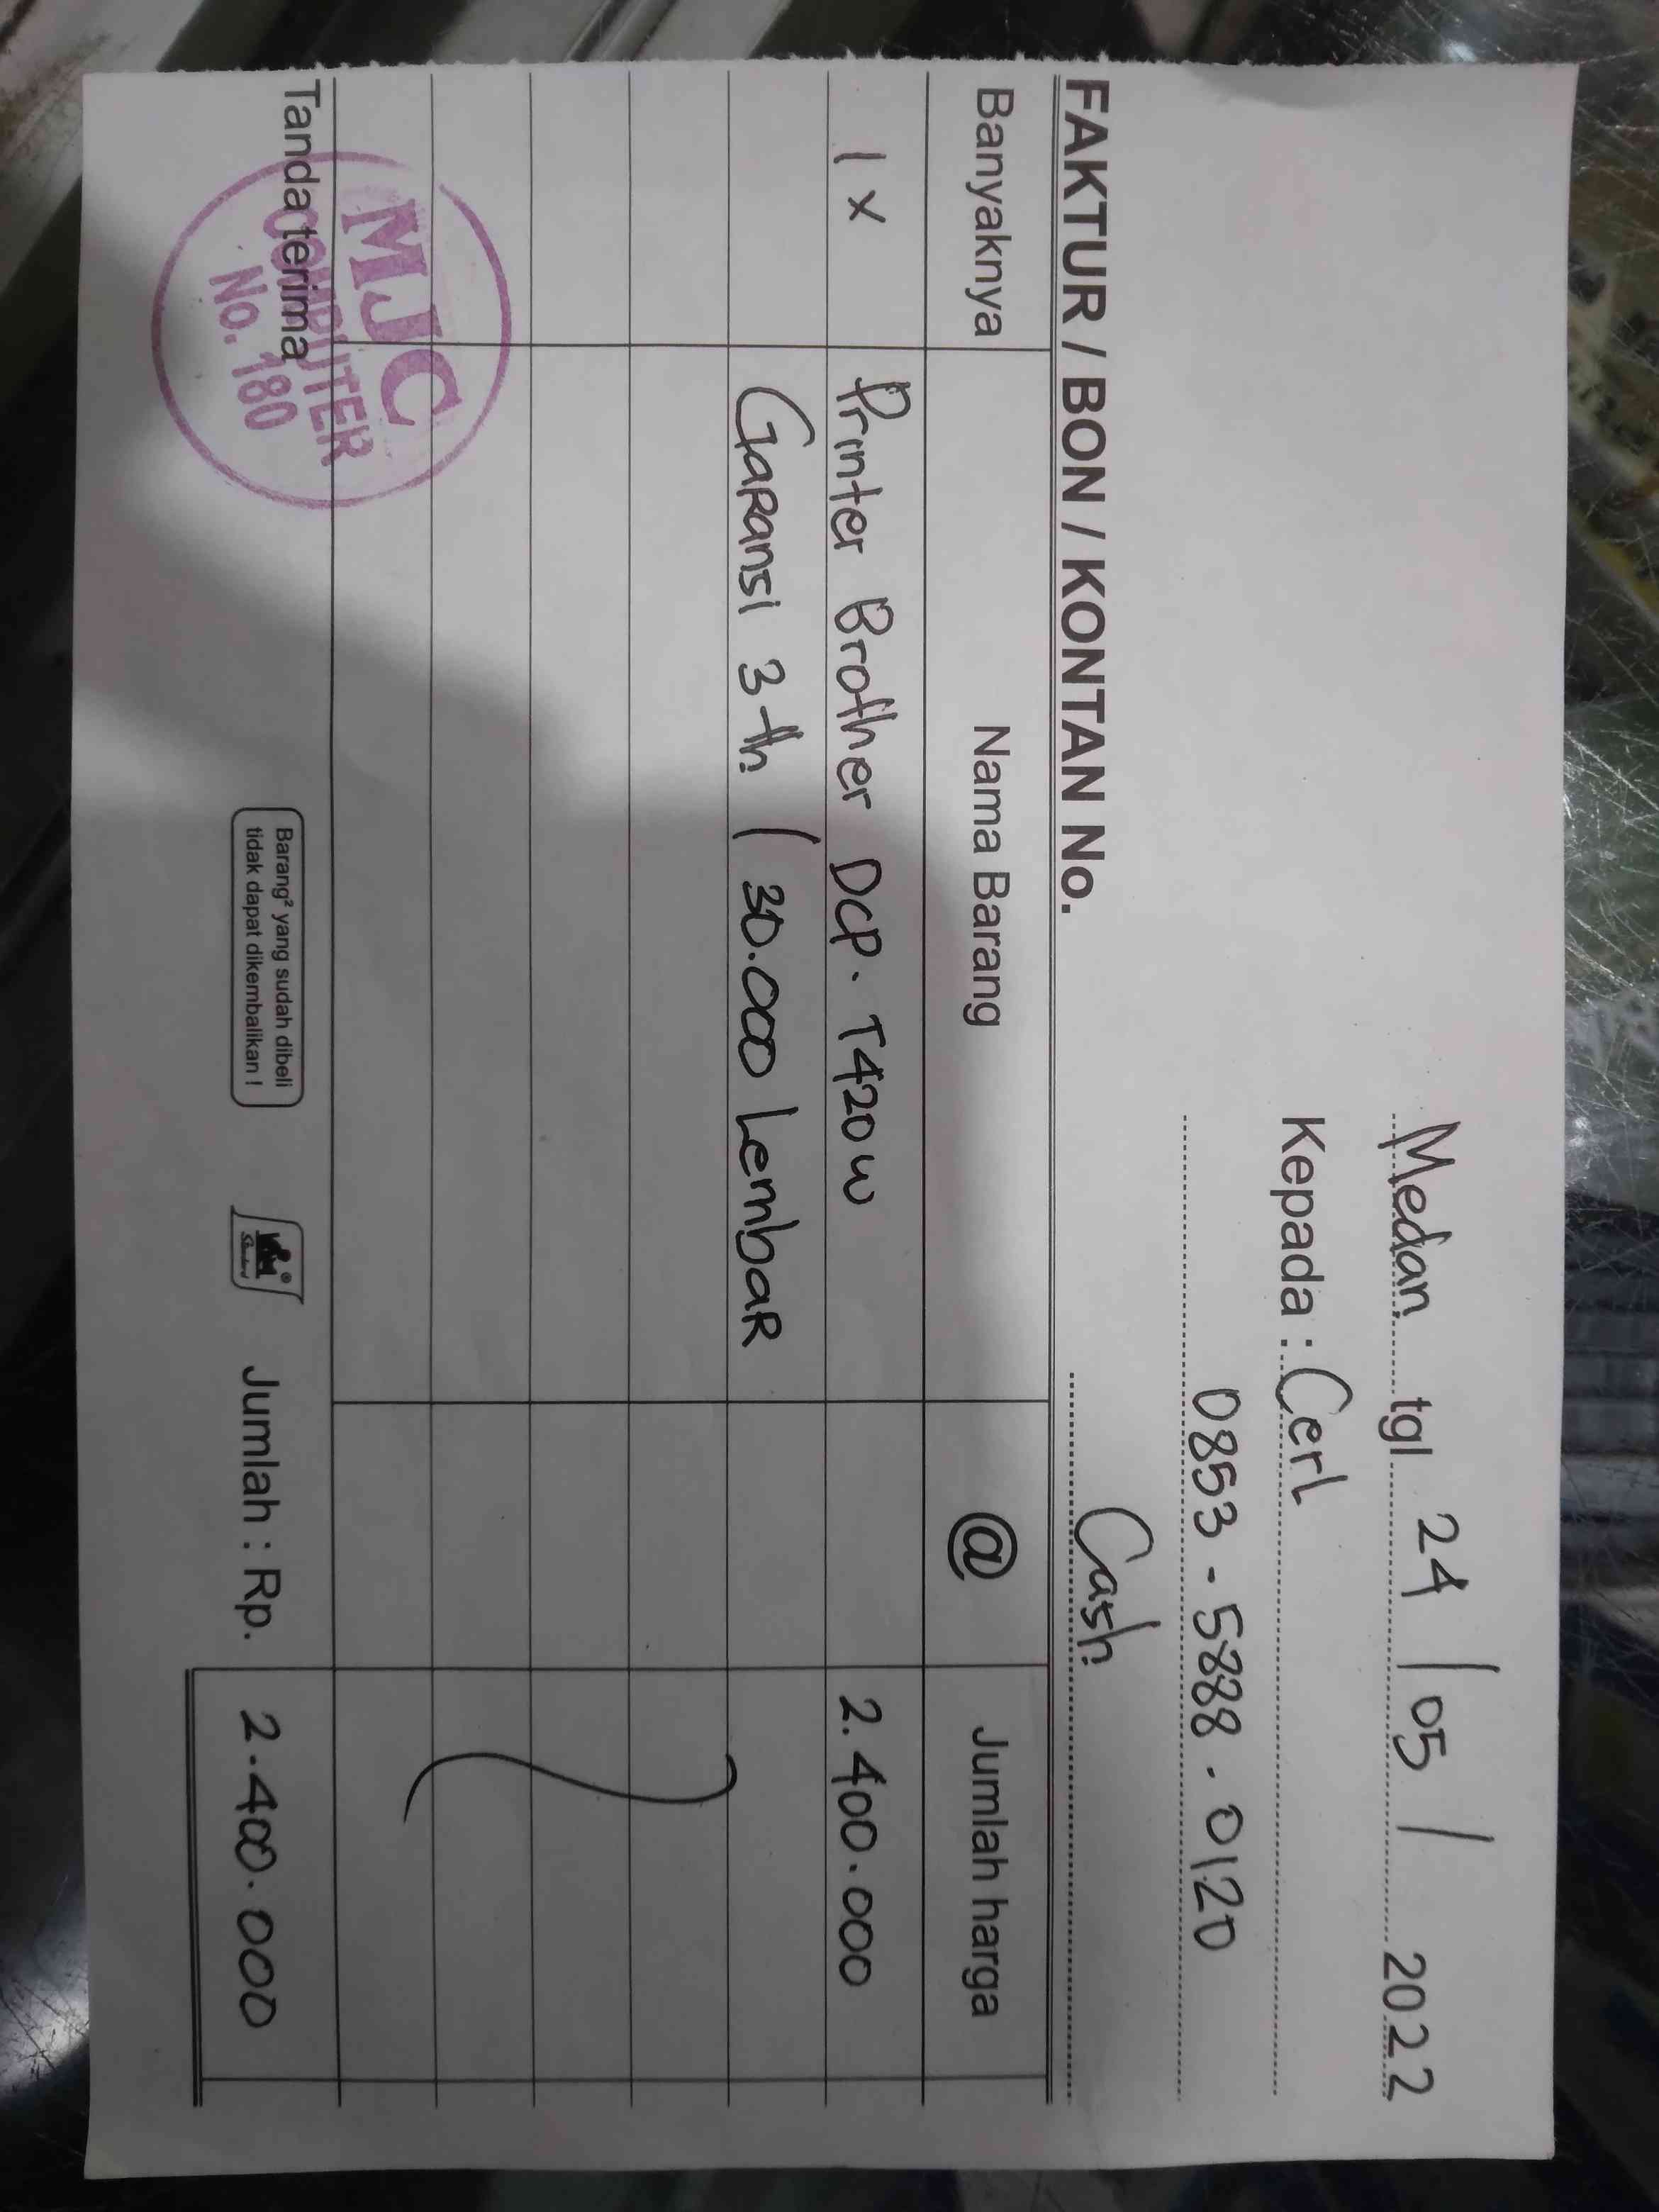 Medan tgl 24 / 05 / 2022
Kepada : Cerl
0853 - 5888 - 0120
FAKTUR / BON / KONTAN No. Cash
Banyaknya Nama Barang @ Jumlah harga
1 x Printer Brother DCP. T420W 2.400.000
Garansi 3 th / 30.000 Lembar
Tanda terima
MJC
COMPUTER
No. 180
Barang² yang sudah dibeli
tidak dapat dikembalikan !
Standard
Jumlah : Rp. 2.400.000